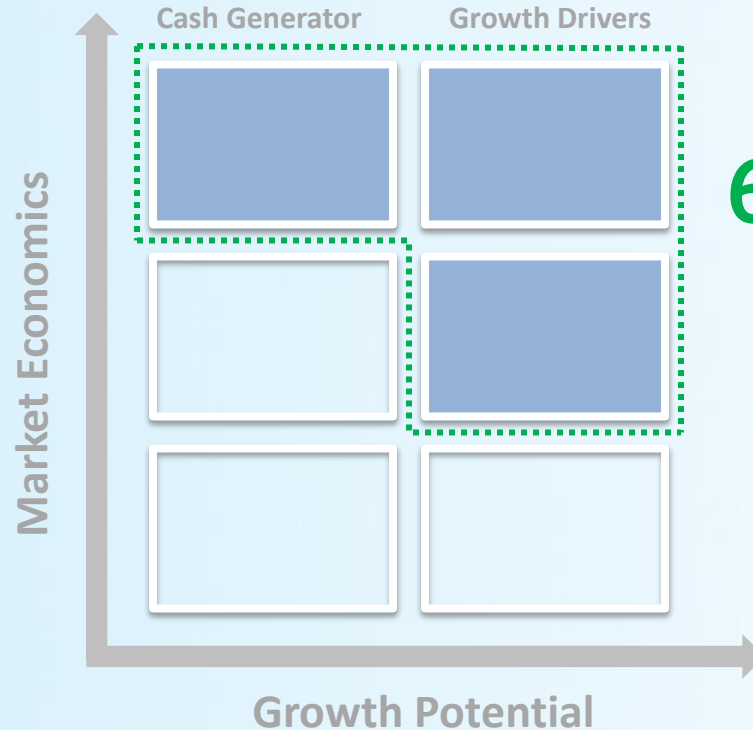 Cash Generator
Growth Drivers
Market Economics
Growth Potential